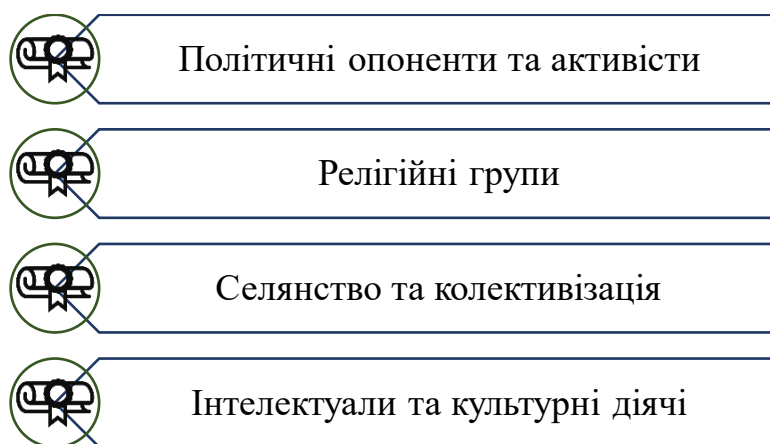 Політичні опоненти та активісти
Релігійні групи
Селянство та колективізація
Інтелектуали та культурні діячі